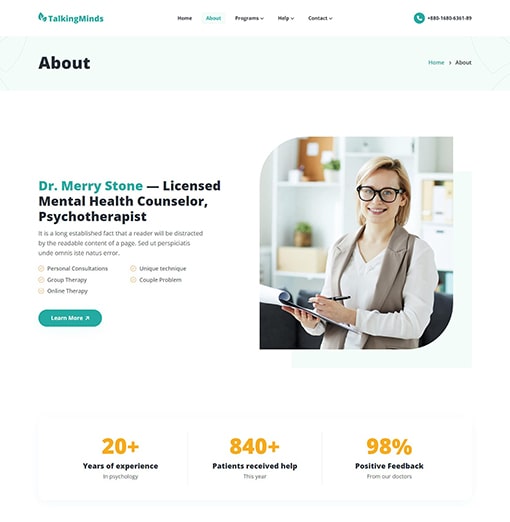 TalkingMinds
Home About Programs Help Contact
+880-1680-6361-89
About
Home > About
Dr. Merry Stone — Licensed
Mental Health Counselor,
Psychotherapist
It is a long established fact that a reader will be distracted
by the readable content of a page. Sed ut perspiciatis
unde omnis iste natus error.
Personal Consultations Unique technique
Group Therapy Couple Problem
Online Therapy
Learn More
20+ 840+ 98%
Years of experience Patients received help Positive Feedback
In psychology This year From our doctors